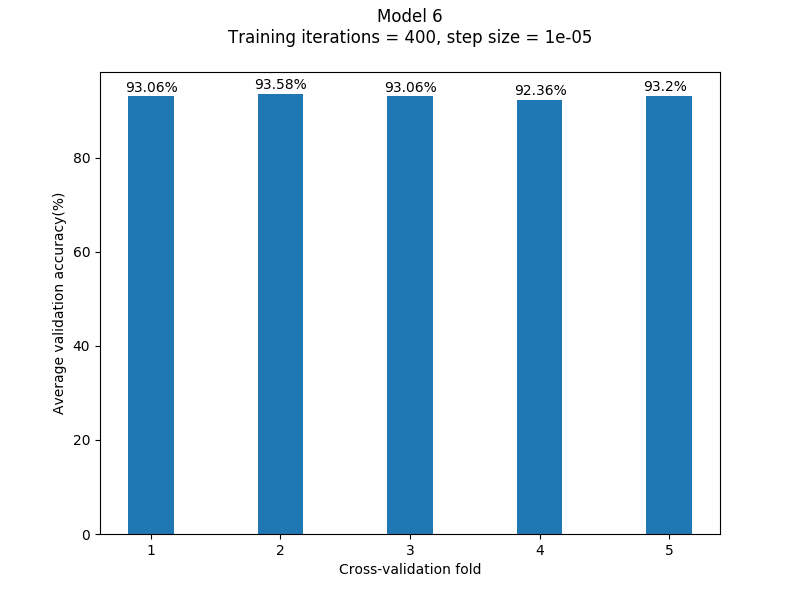 Model 6
Training iterations = 400, step size = 1e-05
93.06%
93.58%
93.06%
92.36%
93.2%
80
60
40
20
0
Average validation accuracy(%)
1 2 3 4 5
Cross-validation fold